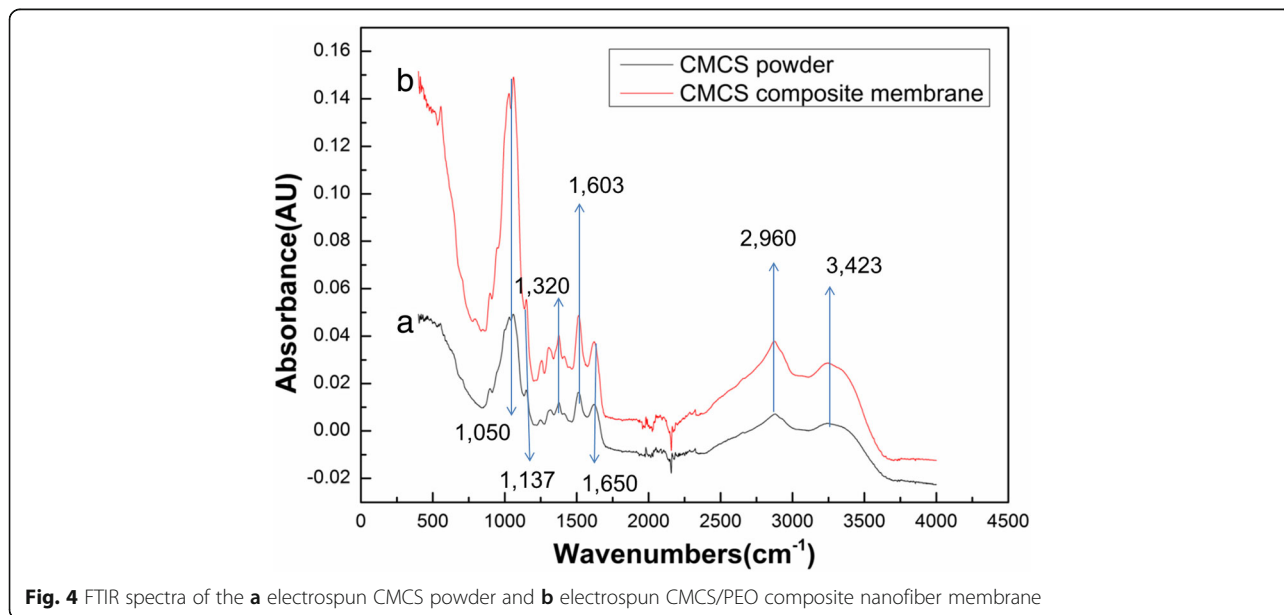 0.16
0.14
0.12
0.10
0.08
0.06
0.04
0.02
0.00
-0.02
Absorbance(AU)
CMCS powder
CMCS composite membrane
b
a
1,603
2,960
3,423
1,320
1,050
1,137
1,650
0 500 1000 1500 2000 2500 3000 3500 4000 4500
Wavenumbers(cm⁻¹)
Fig. 4 FTIR spectra of the a electrospun CMCS powder and b electrospun CMCS/PEO composite nanofiber membrane